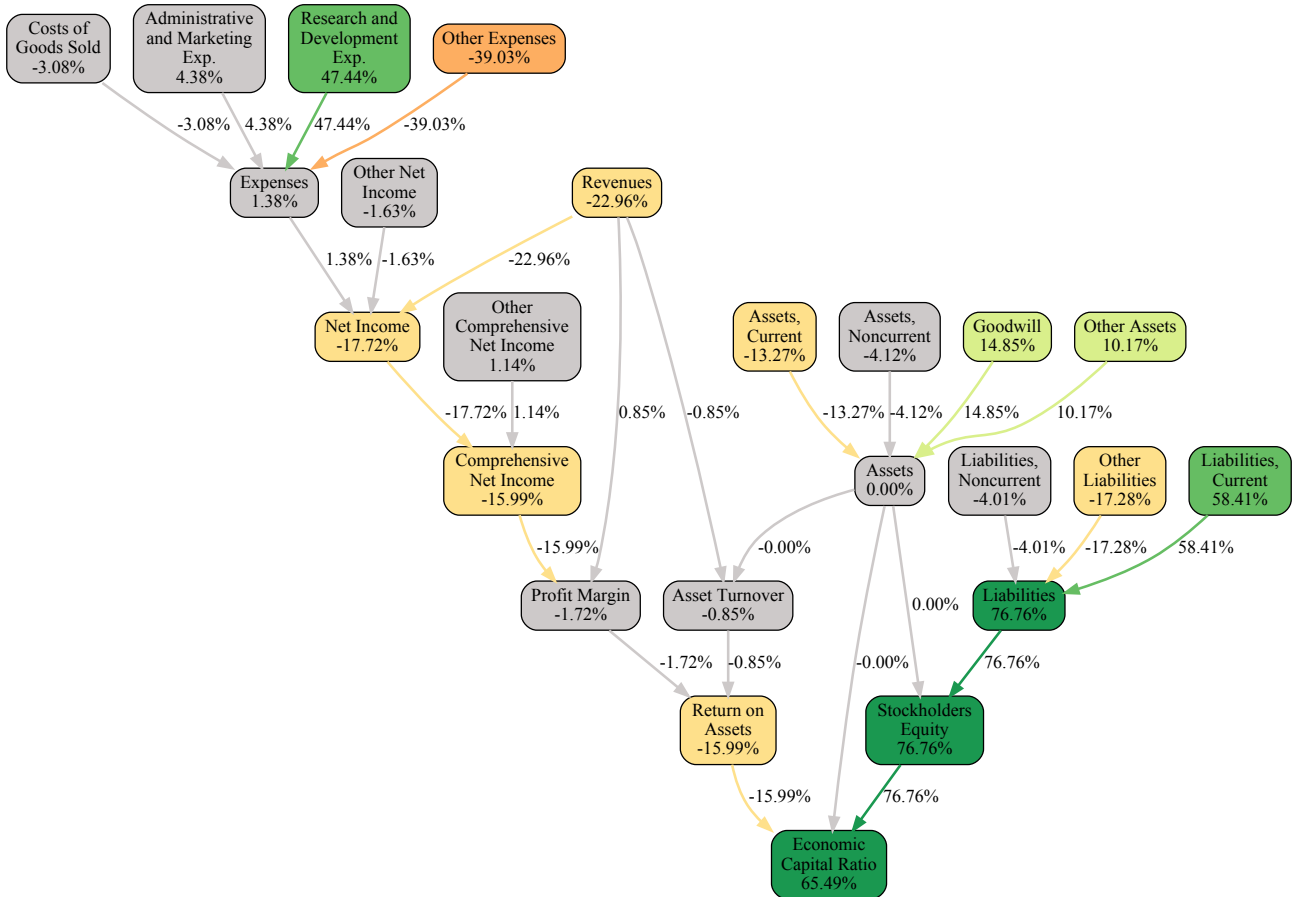 Costs of
Goods Sold
-3.08%
Administrative
and Marketing
Exp.
4.38%
Research and
Development
Exp.
47.44%
Other Expenses
-39.03%
-3.08%
4.38%
47.44%
-39.03%
Expenses
1.38%
Other Net
Income
-1.63%
Revenues
-22.96%
1.38%
-1.63%
-22.96%
Net Income
-17.72%
Other
Comprehensive
Net Income
1.14%
Assets,
Current
-13.27%
Assets,
Noncurrent
-4.12%
Goodwill
14.85%
Other Assets
10.17%
-17.72%
1.14%
0.85%
-0.85%
-13.27%
-4.12%
14.85%
10.17%
Comprehensive
Net Income
-15.99%
Assets
0.00%
Liabilities,
Noncurrent
-4.01%
Other
Liabilities
-17.28%
Liabilities,
Current
58.41%
-15.99%
-0.00%
-4.01%
-17.28%
58.41%
Profit Margin
-1.72%
Asset Turnover
-0.85%
0.00%
Liabilities
76.76%
-1.72%
-0.85%
-0.00%
76.76%
Return on
Assets
-15.99%
Stockholders
Equity
76.76%
-15.99%
76.76%
Economic
Capital Ratio
65.49%